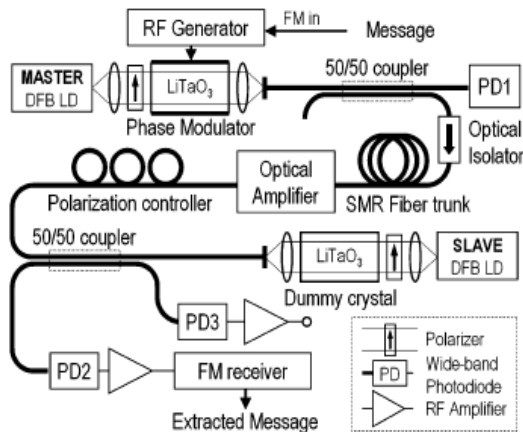 RF Generator
FM in
Message
MASTER
DFB LD
LiTaO3
50/50 coupler
PD1
Phase Modulator
Optical
Isolator
Optical
Amplifier
Polarization controller
SMR Fiber trunk
50/50 coupler
LiTaO3
SLAVE
DFB LD
Dummy crystal
PD3
Polarizer
PD2
FM receiver
PD
Wide-band
Photodiode
RF Amplifier
Extracted Message